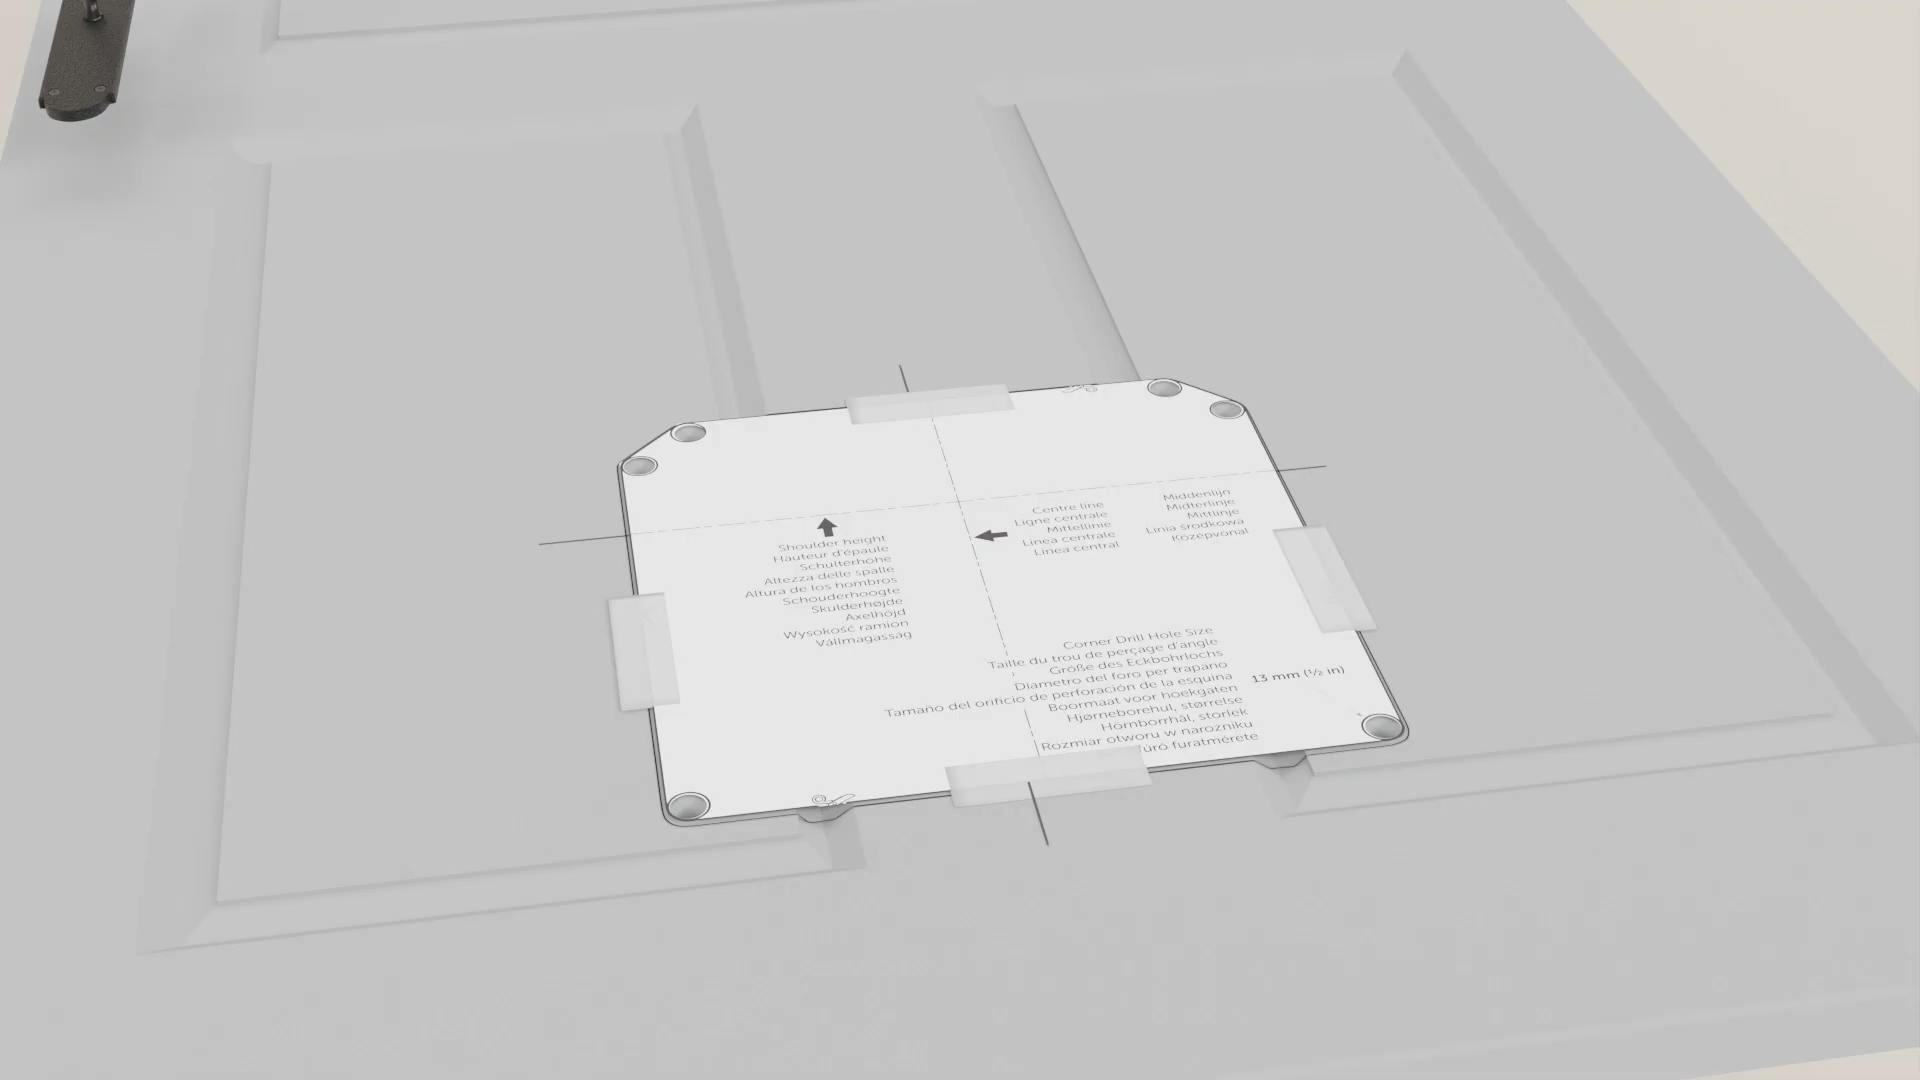 Shoulder height
Hauteur d'épaule
Schulterhöhe
Altezza delle spalle
Altura de los hombros
Schouderhoogte
Skulderhøjde
Axelhöjd
Wysokość ramion
Vállmagasság
Centre line
Ligne centrale
Mittellinie
Linea centrale
Línea central
Middenlijn
Midterlinje
Mittlinje
Linia środkowa
Középvonal
Corner Drill Hole Size
Taille du trou de perçage d'angle
Größe des Eckbohrlochs
Diametro del foro per trapano
Tamaño del orificio de perforación de la esquina
Boormaat voor hoekgaten
Hjørneborehul, størrelse
Hörnborrhål, storlek
Rozmiar otworu w narożniku
furatmérete
13 mm (½ in)